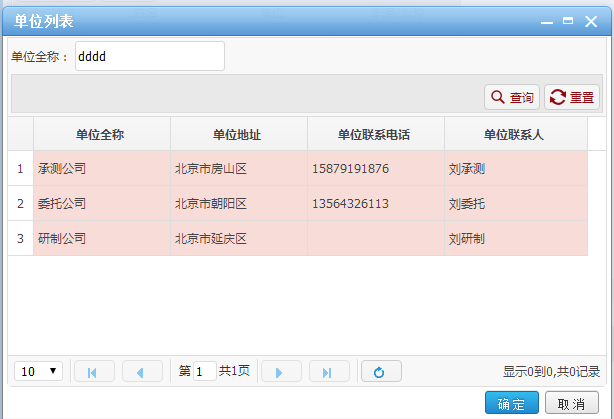 单位列表
单位全称： dddd
查询 重置
单位全称 单位地址 单位联系电话 单位联系人
1 承测公司 北京市房山区 15879191876 刘承测
2 委托公司 北京市朝阳区 13564326113 刘委托
3 研制公司 北京市延庆区 刘研制
10 第 1 共1页 显示0到0,共0记录
确定 取消